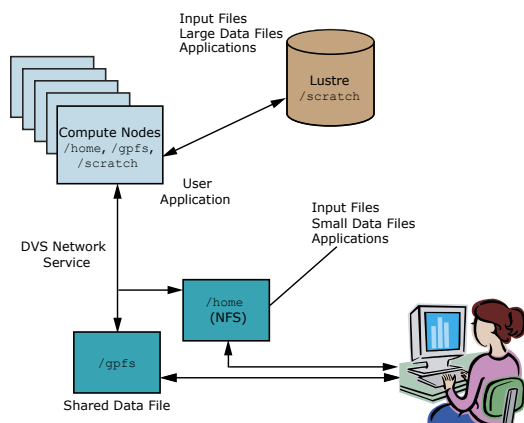 Input Files
Large Data Files
Applications
Lustre
/scratch
Compute Nodes
/home, /gpfs,
/scratch
User
Application
Input Files
Small Data Files
Applications
DVS Network
Service
/home
(NFS)
/gpfs
Shared Data File